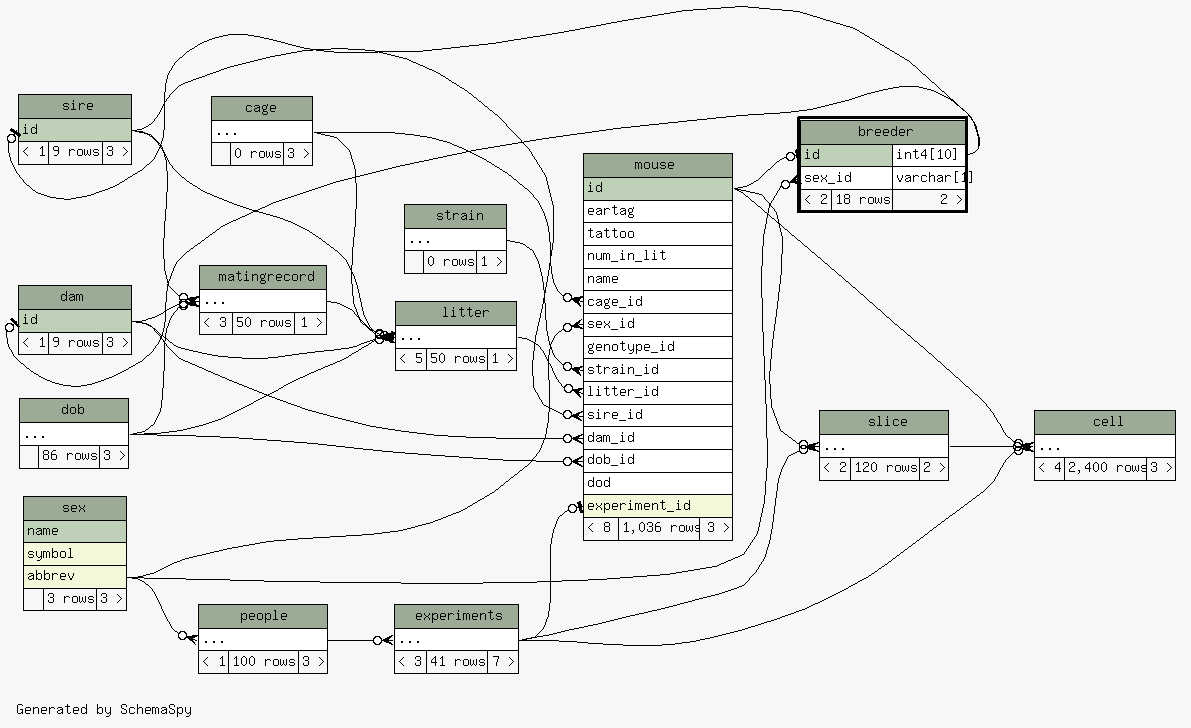 sire
id
< 1 9 rows 3 >
cage
...
0 rows 3 >
breeder
id int4[10]
sex_id varchar[1]
< 2 18 rows 2 >
mouse
id
eartag
tattoo
num_in_lit
name
cage_id
sex_id
genotype_id
strain_id
litter_id
sire_id
dam_id
dob_id
dod
experiment_id
< 8 1,036 rows 3 >
strain
...
0 rows 1 >
matingrecord
...
< 3 50 rows 1 >
dam
id
< 1 9 rows 3 >
litter
...
< 5 50 rows 1 >
dob
...
86 rows 3 >
slice
...
< 2 120 rows 2 >
cell
...
< 4 2,400 rows 3 >
sex
name
symbol
abbrev
3 rows 3 >
people
...
< 1 100 rows 3 >
experiments
...
< 3 41 rows 7 >
Generated by SchemaSpy